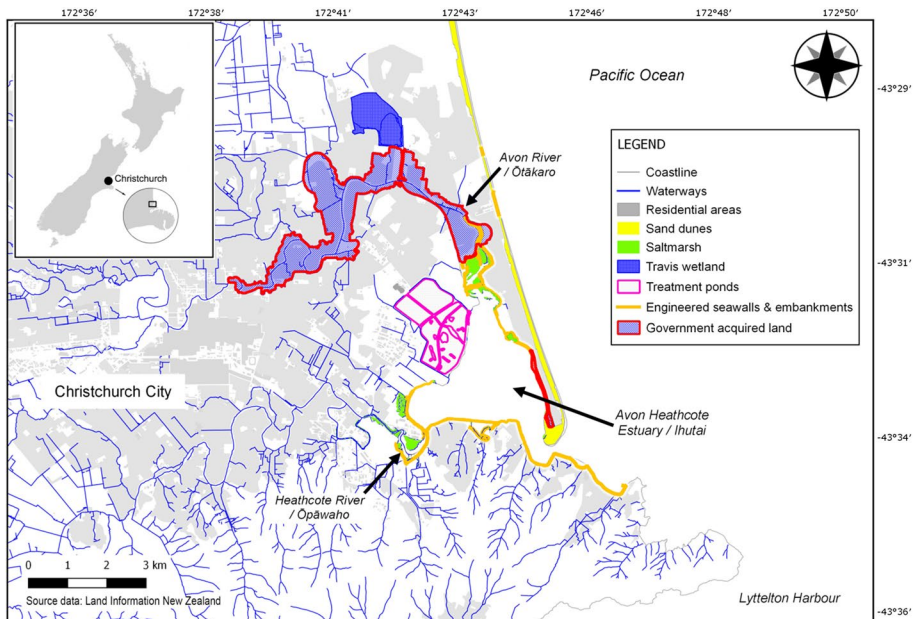 172°36'
172°38'
172°41'
172°43'
172°46'
172°48'
172°50'
Pacific Ocean
-43°29'
Christchurch
LEGEND
Coastline
Waterways
Residential areas
Sand dunes
Saltmarsh
Travis wetland
Treatment ponds
Engineered seawalls & embankments
Government acquired land
Avon River
/ Ōtākaro
-43°31'
Christchurch City
Avon Heathcote
Estuary / Ihutai
-43°34'
Heathcote River
/ Ōpāwaho
0 1 2 3 km
Source data: Land Information New Zealand
Lyttelton Harbour
-43°36'